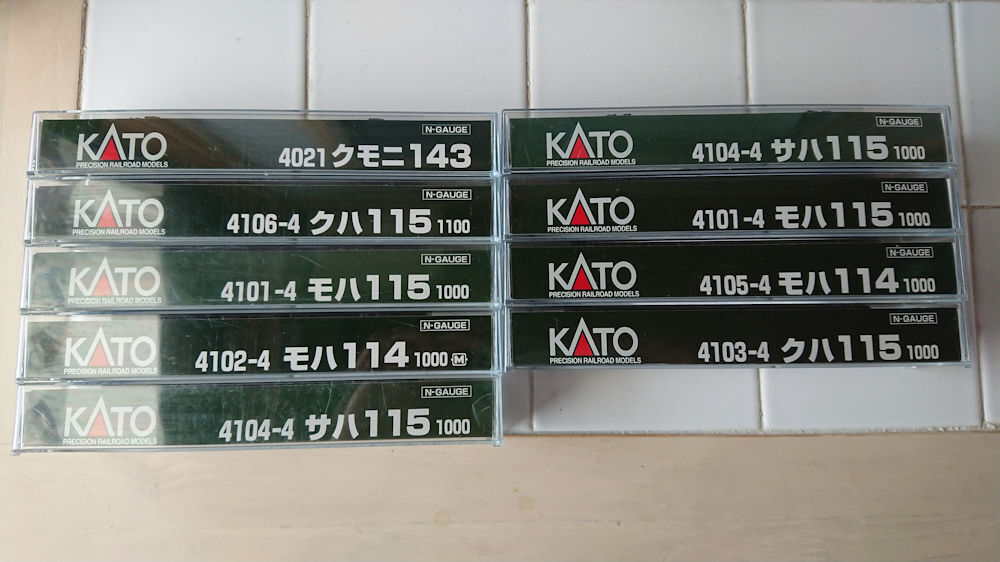 KATO
PRECISION RAILROAD MODELS
N-GAUGE
4021 クモニ143
KATO
PRECISION RAILROAD MODELS
N-GAUGE
4106-4 クハ115 1100
KATO
PRECISION RAILROAD MODELS
N-GAUGE
4101-4 モハ115 1000
KATO
PRECISION RAILROAD MODELS
N-GAUGE
4102-4 モハ114 1000 M
KATO
PRECISION RAILROAD MODELS
N-GAUGE
4104-4 サハ115 1000
KATO
PRECISION RAILROAD MODELS
N-GAUGE
4104-4 サハ115 1000
KATO
PRECISION RAILROAD MODELS
N-GAUGE
4101-4 モハ115 1000
KATO
PRECISION RAILROAD MODELS
N-GAUGE
4105-4 モハ114 1000
KATO
PRECISION RAILROAD MODELS
N-GAUGE
4103-4 クハ115 1000